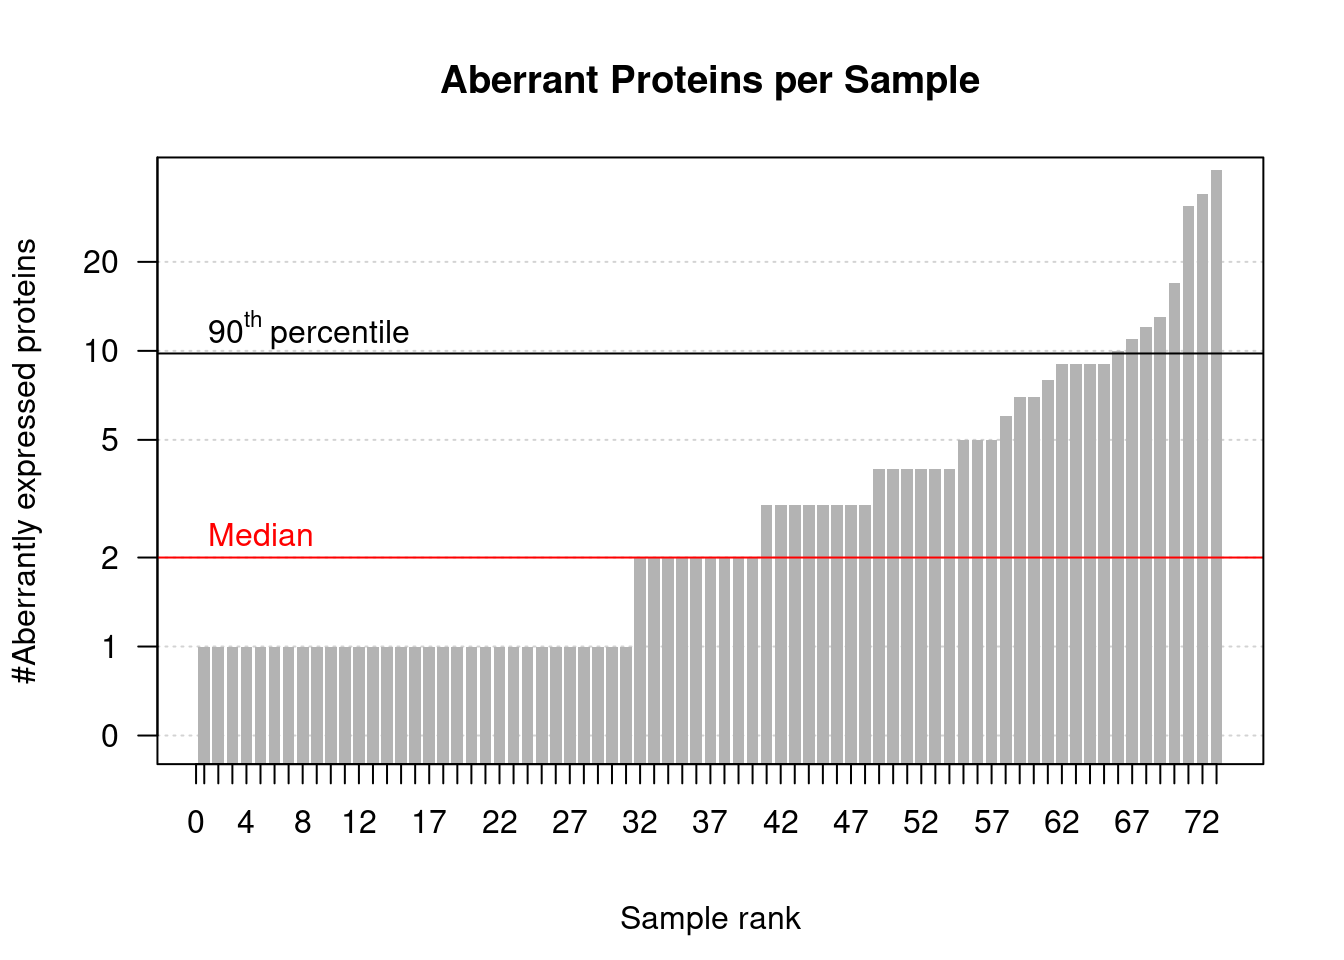 Aberrant Proteins per Sample
#Aberrantly expressed proteins
20
90th percentile
10
5
Median
2
1
0
0 4 8 12 17 22 27 32 37 42 47 52 57 62 67 72
Sample rank